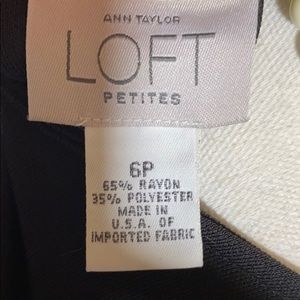 ANN TAYLOR
LOFT
PETITES
6P
65% RAYON
35% POLYESTER
MADE IN
U.S.A. OF
IMPORTED FABRIC